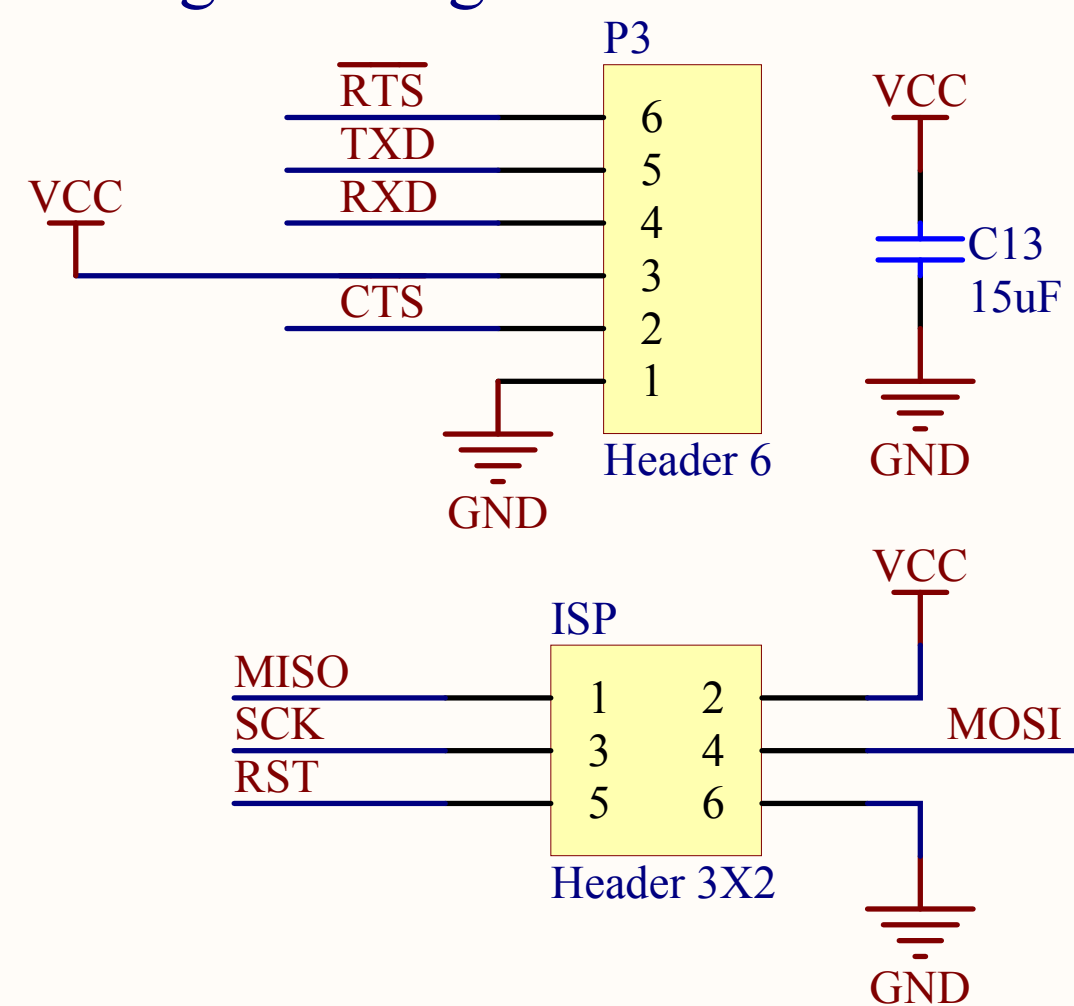 P3
R̅T̅S̅ 6
TXD 5
RXD 4
VCC 3
CTS 2
1
Header 6
GND
VCC
C13
15uF
GND
ISP
VCC
MISO 1 2
SCK 3 4 MOSI
RST 5 6
Header 3X2
GND